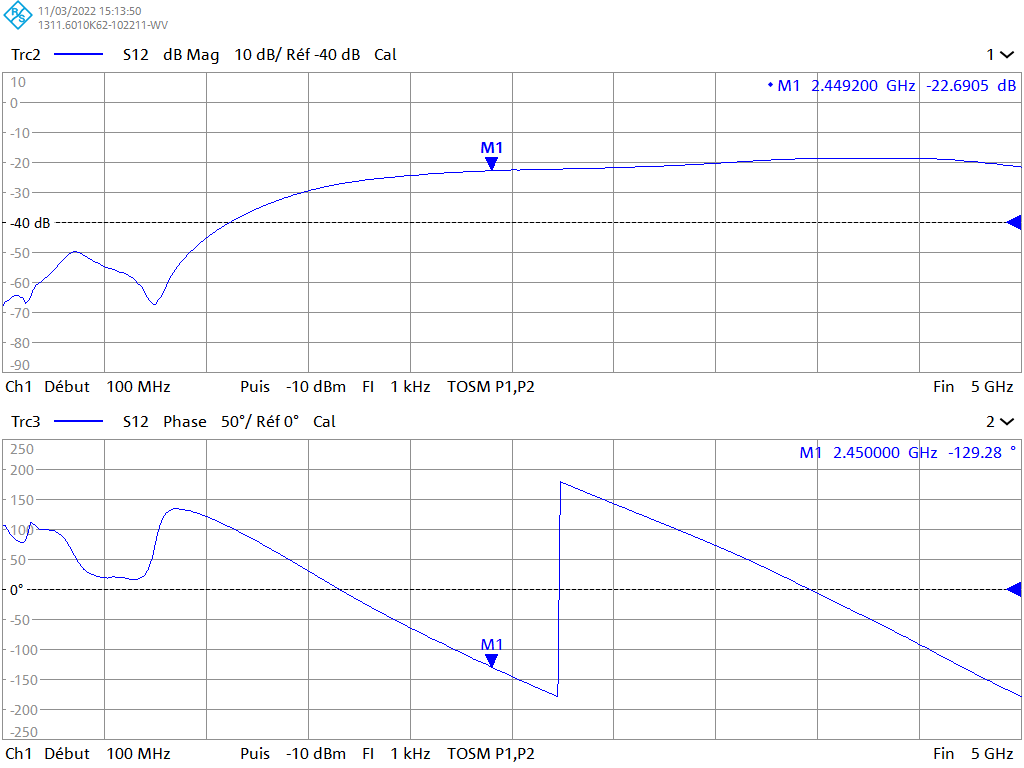 R&S
11/03/2022 15:13:50
1311.6010K62-102211-WV
Trc2 S12 dB Mag 10 dB/ Réf -40 dB Cal 1
10
M1 2.449200 GHz -22.6905 dB
0
-10
M1
-20
-30
-40 dB
-50
-60
-70
-80
-90
Ch1 Début 100 MHz Puis -10 dBm FI 1 kHz TOSM P1,P2 Fin 5 GHz
Trc3 S12 Phase 50°/ Réf 0° Cal 2
250
M1 2.450000 GHz -129.28 °
200
150
100
50
0°
-50
M1
-100
-150
-200
-250
Ch1 Début 100 MHz Puis -10 dBm FI 1 kHz TOSM P1,P2 Fin 5 GHz